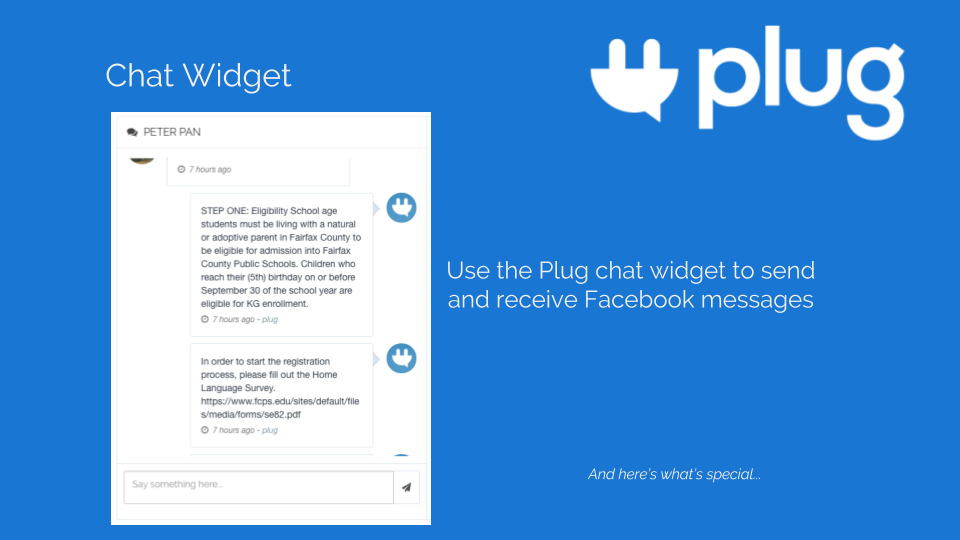 Chat Widget
plug
PETER PAN
7 hours ago
STEP ONE: Eligibility School age
students must be living with a natural
or adoptive parent in Fairfax County to
be eligible for admission into Fairfax
County Public Schools. Children who
reach their (5th) birthday on or before
September 30 of the school year are
eligible for KG enrollment.
7 hours ago - plug
In order to start the registration
process, please fill out the Home
Language Survey.
https://www.fcps.edu/sites/default/file
s/media/forms/se82.pdf
7 hours ago - plug
Say something here...
Use the Plug chat widget to send
and receive Facebook messages
And here's what's special...